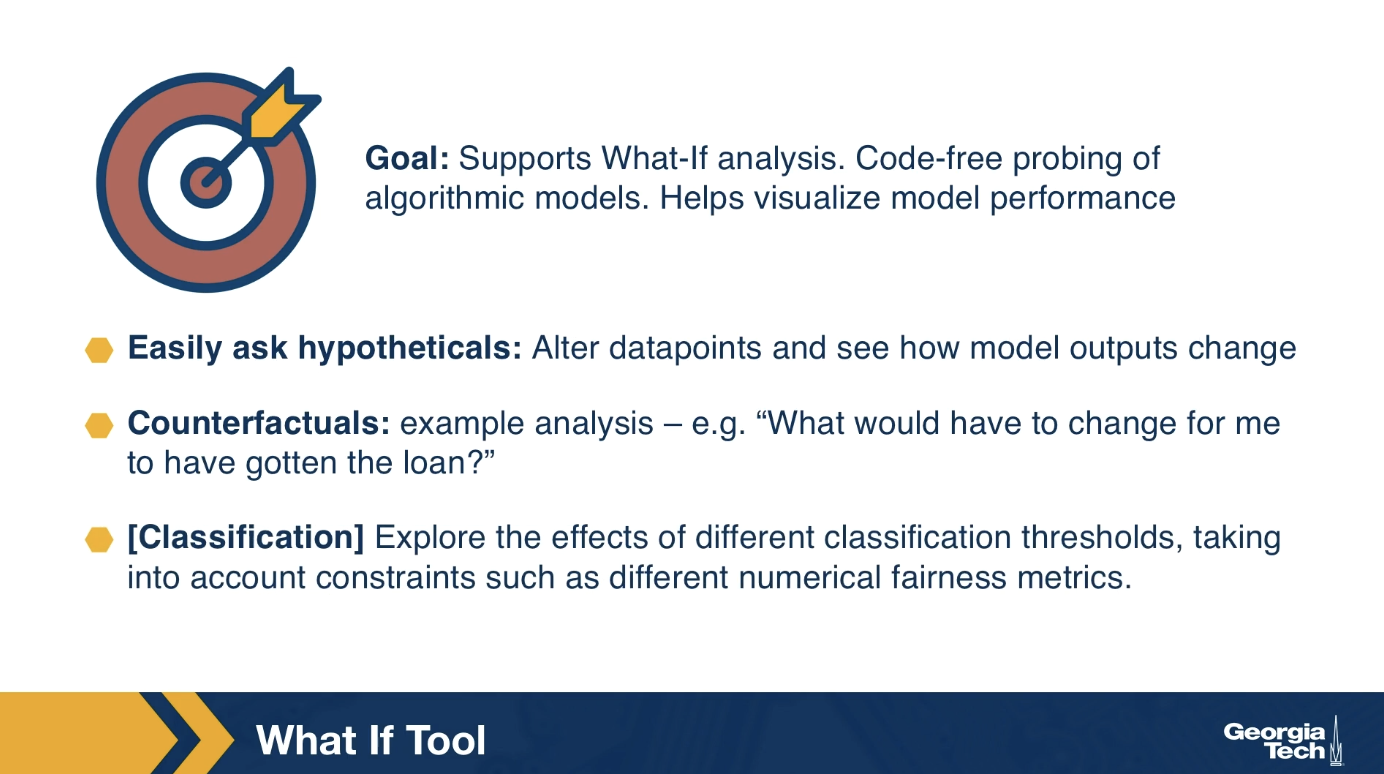 Goal: Supports What-If analysis. Code-free probing of
algorithmic models. Helps visualize model performance
Easily ask hypotheticals: Alter datapoints and see how model outputs change
Counterfactuals: example analysis – e.g. “What would have to change for me
to have gotten the loan?”
[Classification] Explore the effects of different classification thresholds, taking
into account constraints such as different numerical fairness metrics.
What If Tool
Georgia
Tech